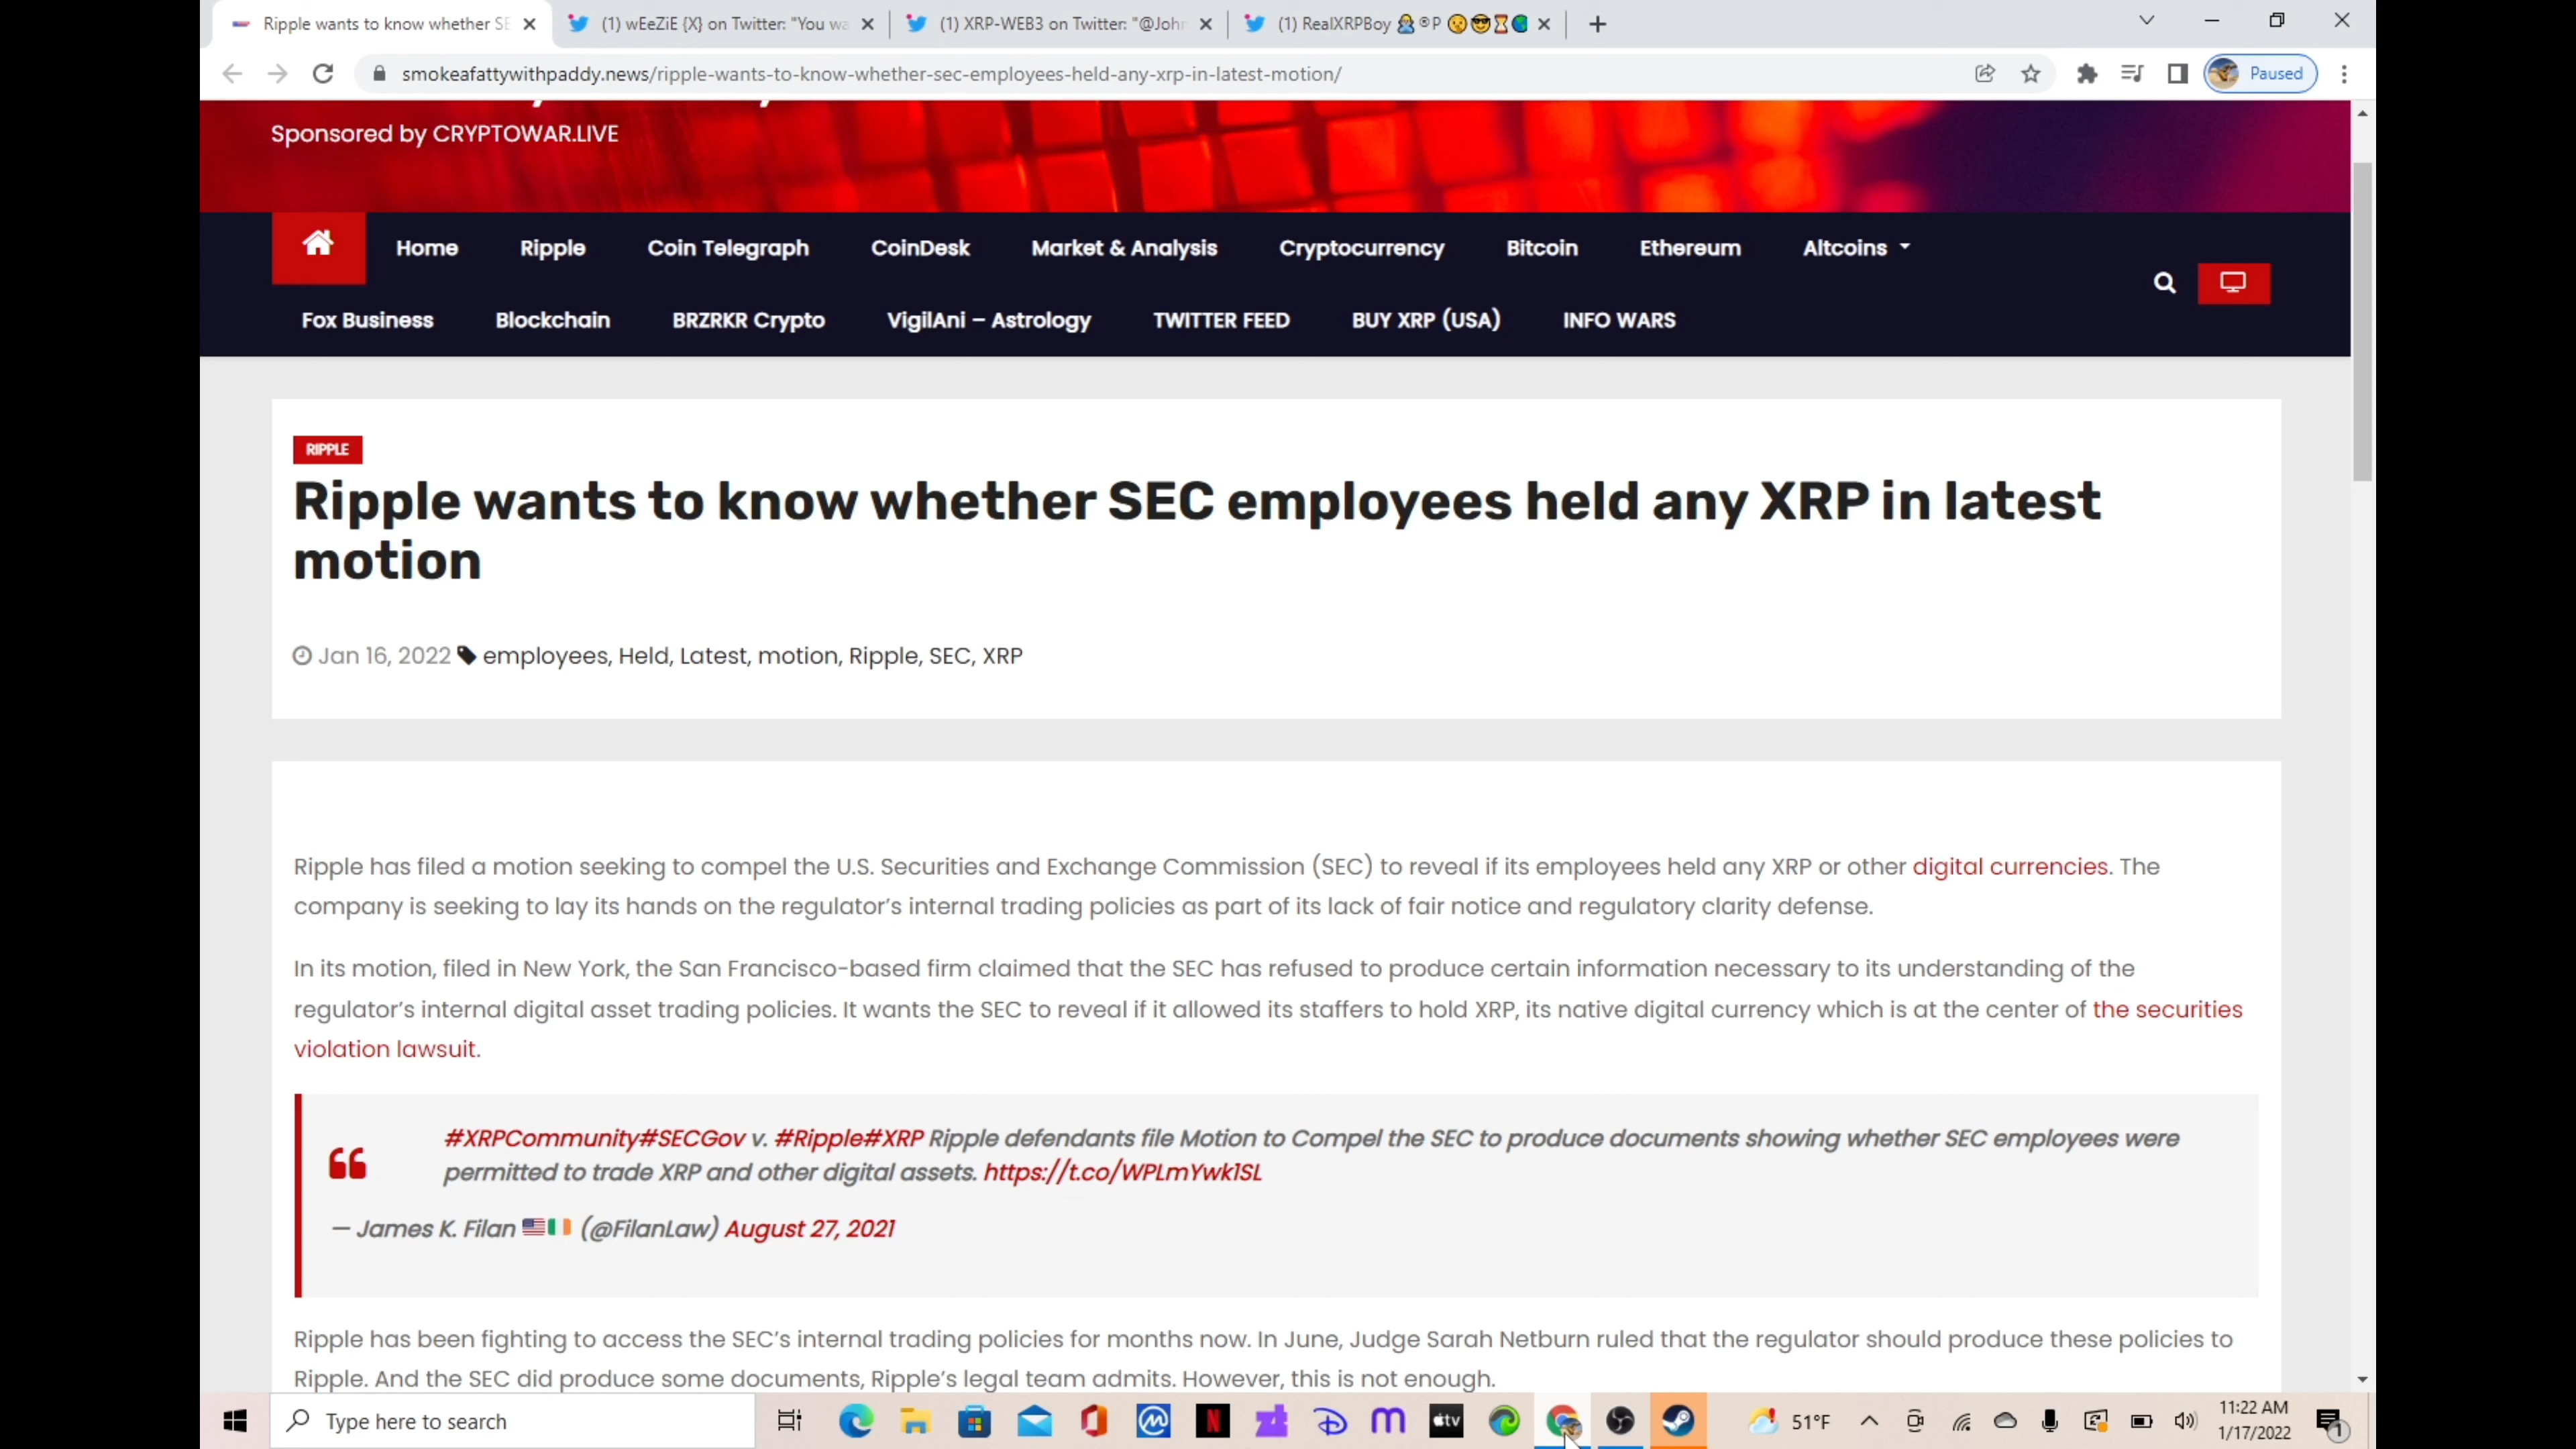 Ripple wants to know whether SE
(1) wEeZiE {X} on Twitter: "You wa
(1) XRP-WEB3 on Twitter: "@John
(1) RealXRPBoy
smokeafattywithpaddy.news/ripple-wants-to-know-whether-sec-employees-held-any-xrp-in-latest-motion/
Paused
Sponsored by CRYPTOWAR.LIVE
Home Ripple Coin Telegraph CoinDesk Market & Analysis Cryptocurrency Bitcoin Ethereum Altcoins
Fox Business Blockchain BRZRKR Crypto VigilAni – Astrology TWITTER FEED BUY XRP (USA) INFO WARS
RIPPLE
Ripple wants to know whether SEC employees held any XRP in latest
motion
Jan 16, 2022 employees, Held, Latest, motion, Ripple, SEC, XRP
Ripple has filed a motion seeking to compel the U.S. Securities and Exchange Commission (SEC) to reveal if its employees held any XRP or other digital currencies. The
company is seeking to lay its hands on the regulator's internal trading policies as part of its lack of fair notice and regulatory clarity defense.
In its motion, filed in New York, the San Francisco-based firm claimed that the SEC has refused to produce certain information necessary to its understanding of the
regulator's internal digital asset trading policies. It wants the SEC to reveal if it allowed its staffers to hold XRP, its native digital currency which is at the center of the securities
violation lawsuit.
#XRPCommunity#SECGov v. #Ripple#XRP Ripple defendants file Motion to Compel the SEC to produce documents showing whether SEC employees were
permitted to trade XRP and other digital assets. https://t.co/WPLmYwk1SL
— James K. Filan 🇺🇸🇮🇪 (@FilanLaw) August 27, 2021
Ripple has been fighting to access the SEC's internal trading policies for months now. In June, Judge Sarah Netburn ruled that the regulator should produce these policies to
Ripple. And the SEC did produce some documents, Ripple's legal team admits. However, this is not enough.
Type here to search
tv
51°F
11:22 AM
1/17/2022
1